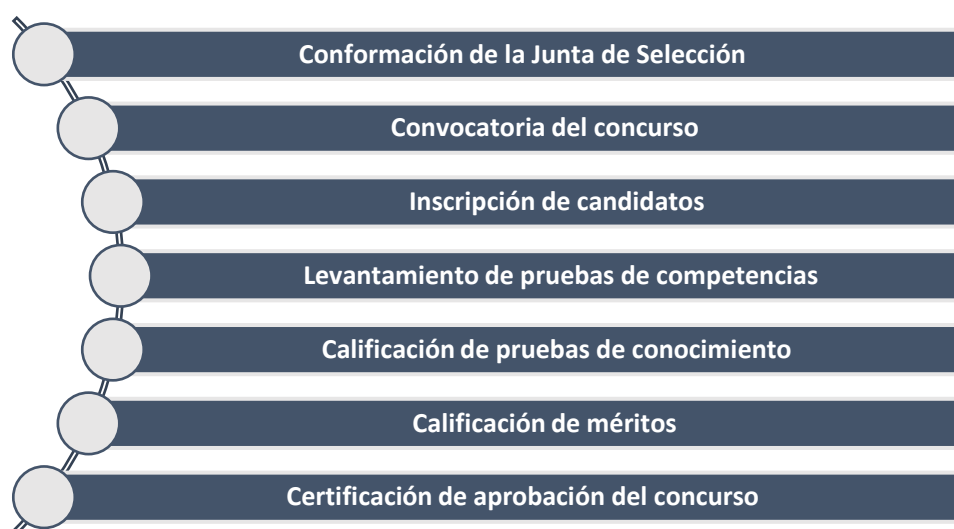 Conformación de la Junta de Selección
Convocatoria del concurso
Inscripción de candidatos
Levantamiento de pruebas de competencias
Calificación de pruebas de conocimiento
Calificación de méritos
Certificación de aprobación del concurso